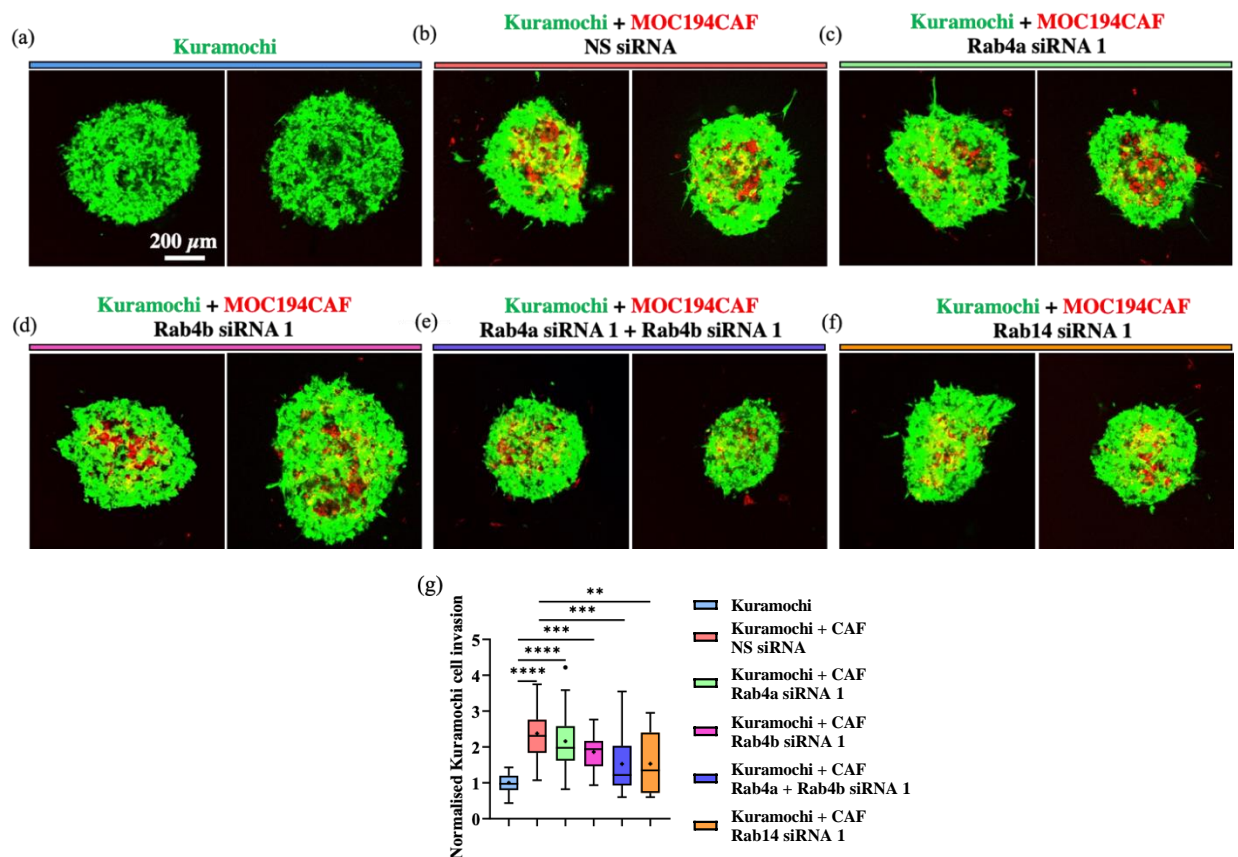 (a)
Kuramochi
200 µm
(b)
Kuramochi + MOC194CAF
NS siRNA
(c)
Kuramochi + MOC194CAF
Rab4a siRNA 1
(d)
Kuramochi + MOC194CAF
Rab4b siRNA 1
(e)
Kuramochi + MOC194CAF
Rab4a siRNA 1 + Rab4b siRNA 1
(f)
Kuramochi + MOC194CAF
Rab14 siRNA 1
(g)
Normalised Kuramochi cell invasion
5
4
3
2
1
0
**
***
***
****
****
Kuramochi
Kuramochi + CAF
NS siRNA
Kuramochi + CAF
Rab4a siRNA 1
Kuramochi + CAF
Rab4b siRNA 1
Kuramochi + CAF
Rab4a + Rab4b siRNA 1
Kuramochi + CAF
Rab14 siRNA 1